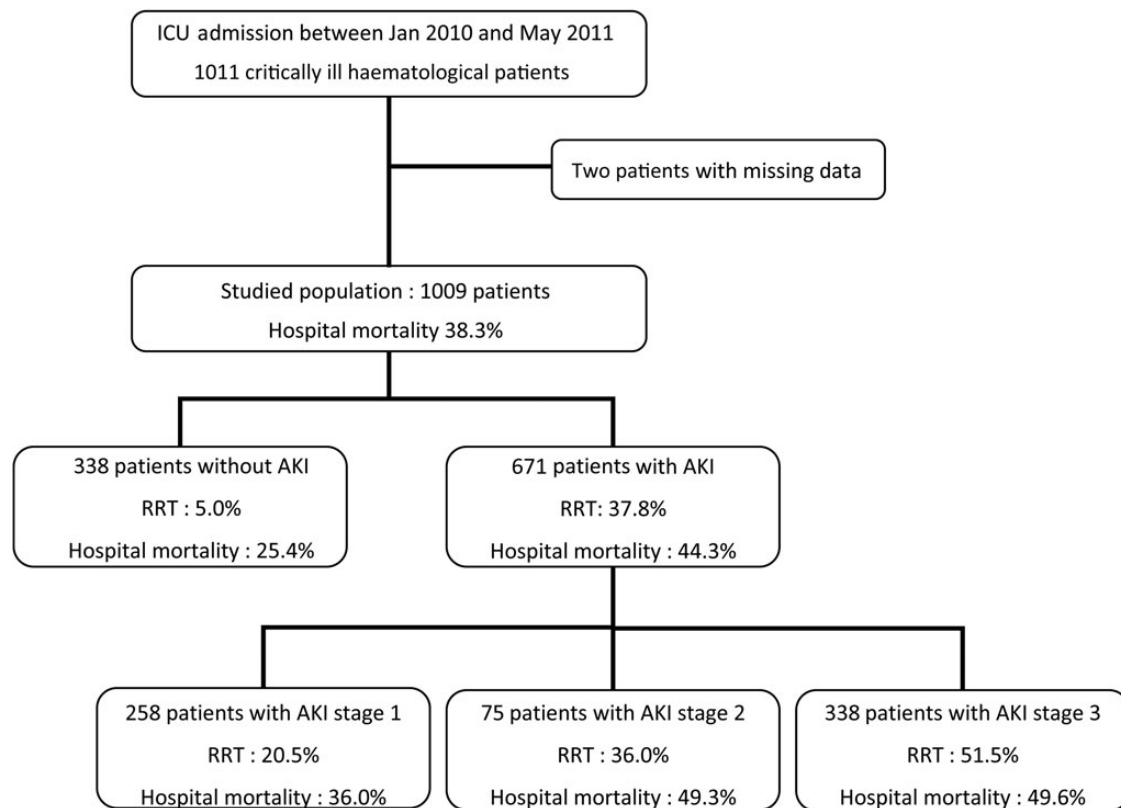 ICU admission between Jan 2010 and May 2011
1011 critically ill haematological patients
Two patients with missing data
Studied population : 1009 patients
Hospital mortality 38.3%
338 patients without AKI
RRT : 5.0%
Hospital mortality : 25.4%
671 patients with AKI
RRT: 37.8%
Hospital mortality : 44.3%
258 patients with AKI stage 1
RRT : 20.5%
Hospital mortality : 36.0%
75 patients with AKI stage 2
RRT : 36.0%
Hospital mortality : 49.3%
338 patients with AKI stage 3
RRT : 51.5%
Hospital mortality : 49.6%